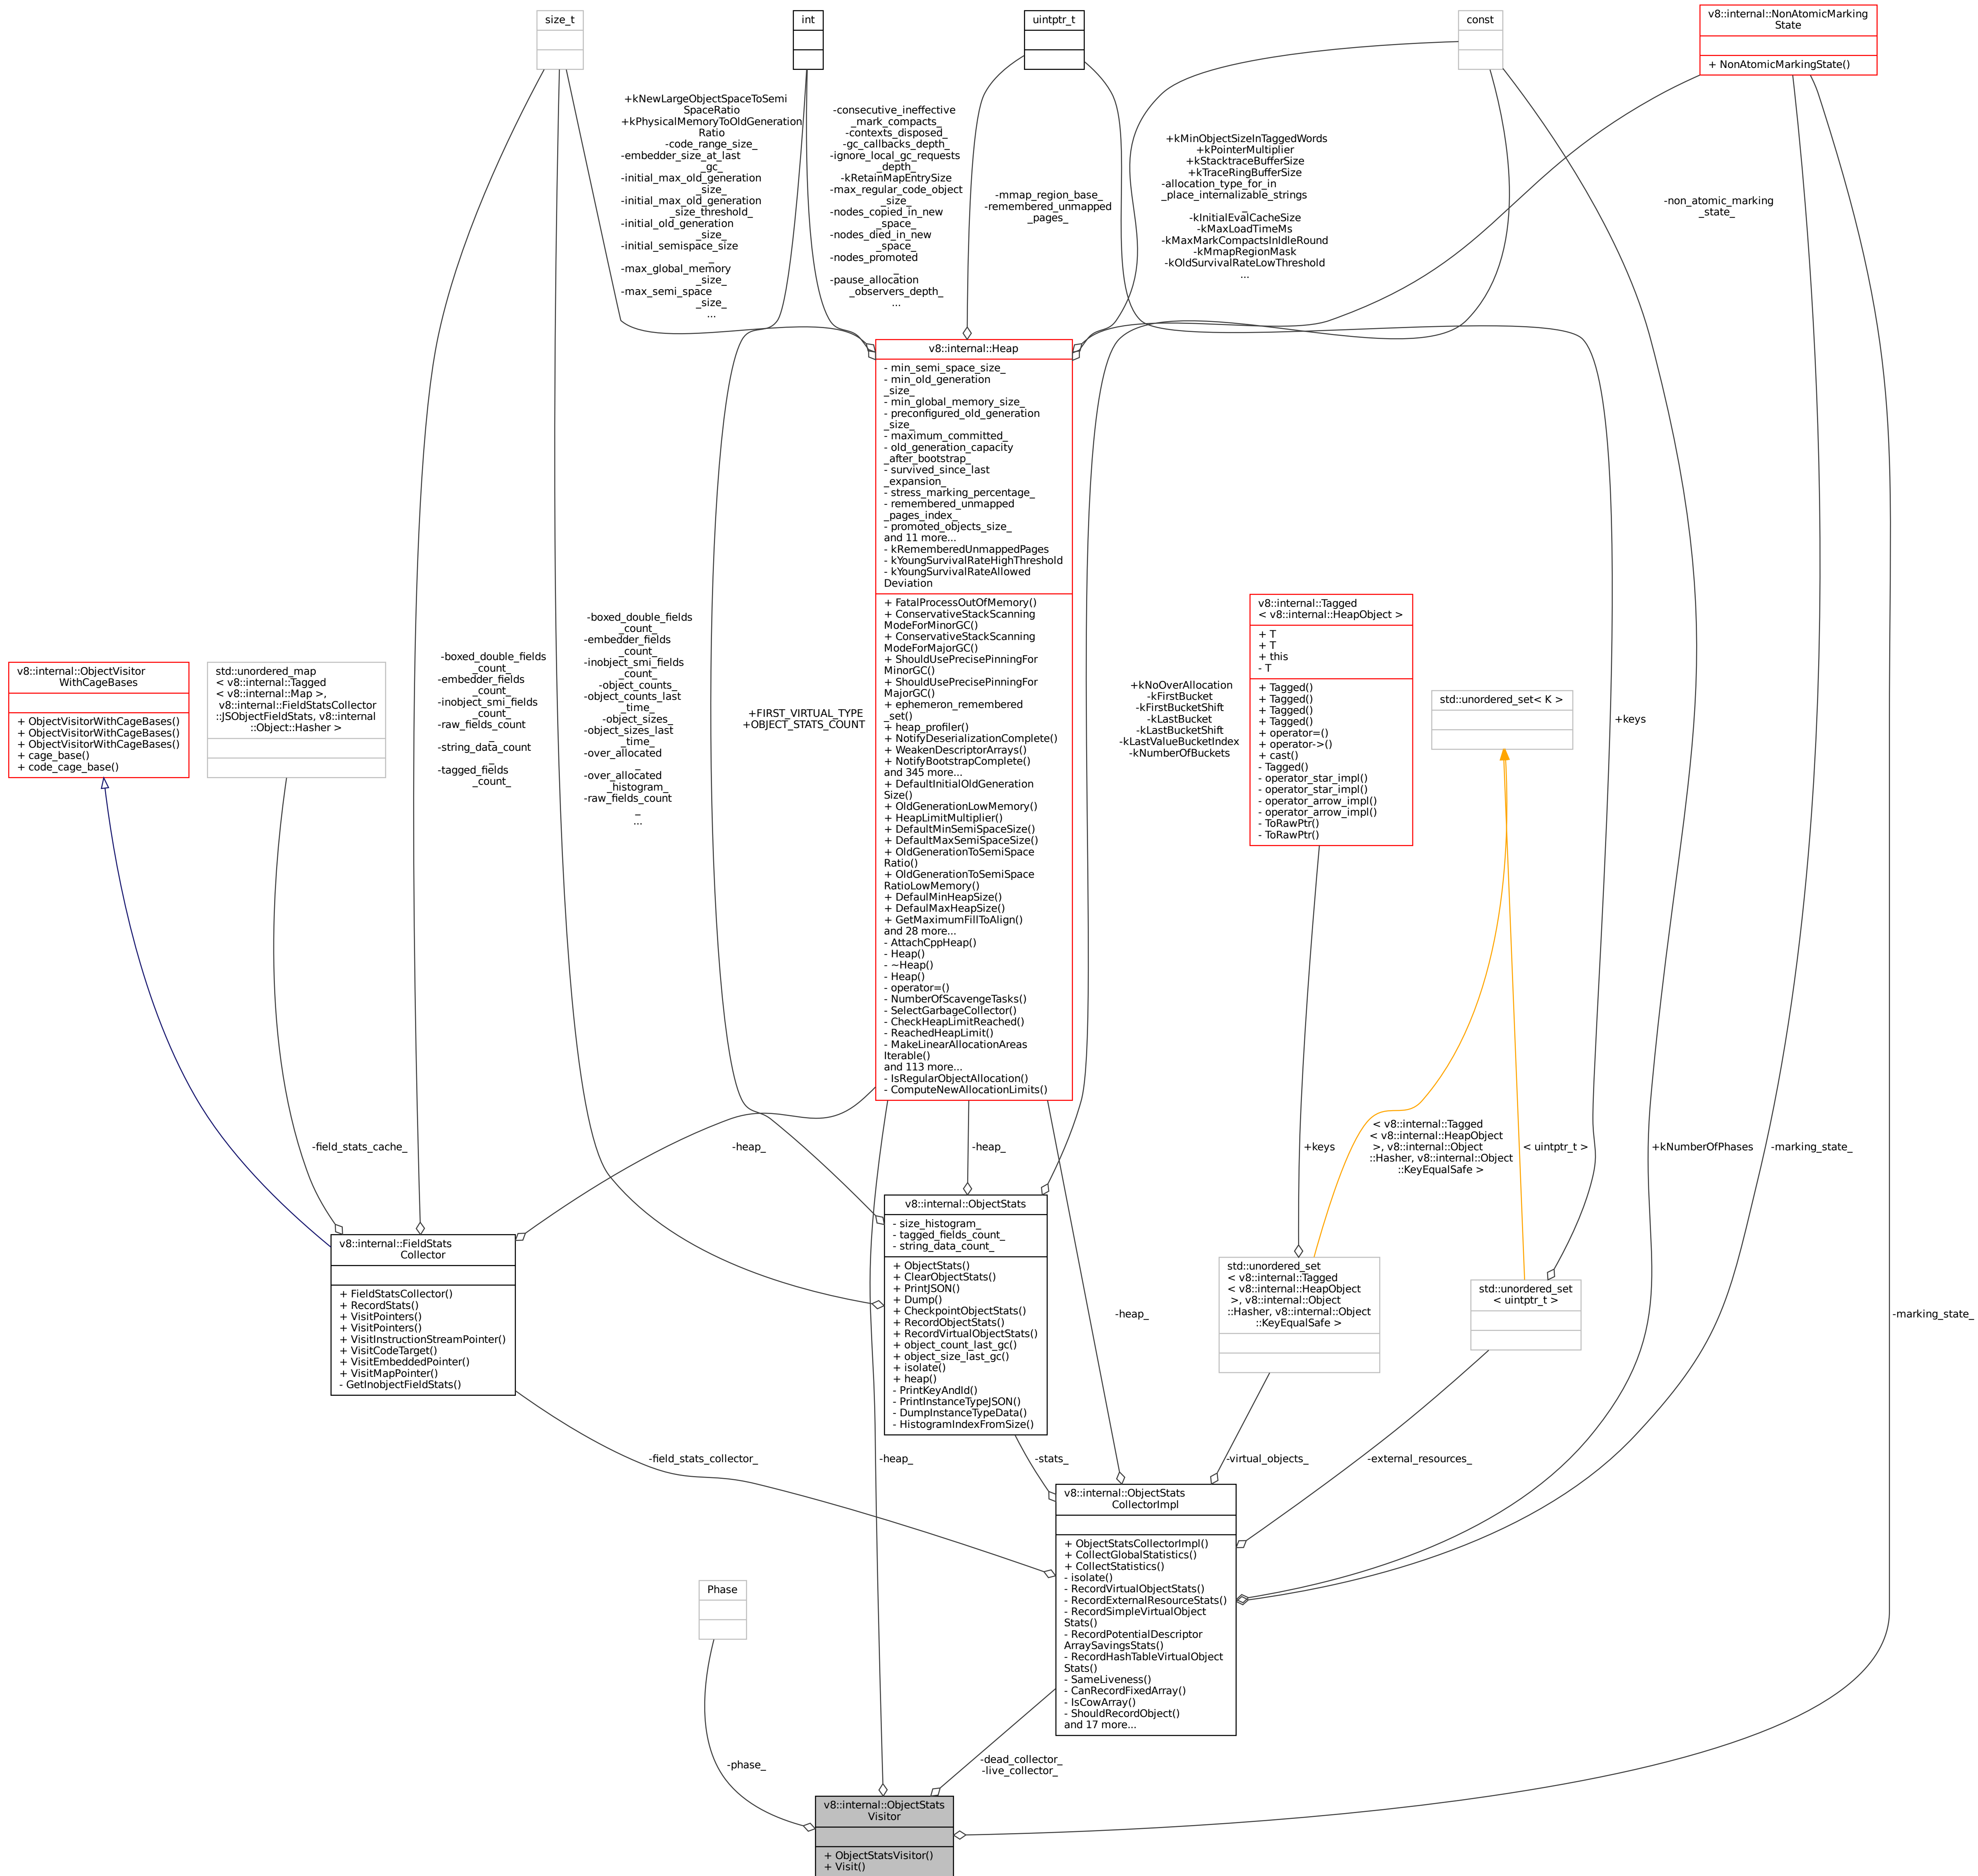 size_t
int
uintptr_t
const
v8::internal::NonAtomicMarking
State
+ NonAtomicMarkingState()
+kNewLargeObjectSpaceToSemi
SpaceRatio
+kPhysicalMemoryToOldGeneration
Ratio
-code_range_size_
-embedder_size_at_last
_gc_
-initial_max_old_generation
_size_
-initial_max_old_generation
_size_threshold_
-initial_old_generation
_size_
-initial_semispace_size
_
-max_global_memory
_size_
-max_semi_space
_size_
...
-consecutive_ineffective
_mark_compacts_
-contexts_disposed_
-gc_callbacks_depth_
-ignore_local_gc_requests
_depth_
-kRetainMapEntrySize
-max_regular_code_object
_size_
-nodes_copied_in_new
_space_
-nodes_died_in_new
_space_
-nodes_promoted
_
-pause_allocation
_observers_depth_
...
-mmap_region_base_
-remembered_unmapped
_pages_
+kMinObjectSizeInTaggedWords
+kPointerMultiplier
+kStacktraceBufferSize
+kTraceRingBufferSize
-allocation_type_for_in
_place_internalizable_strings
_
-kInitialEvalCacheSize
-kMaxLoadTimeMs
-kMaxMarkCompactsInIdleRound
-kMmapRegionMask
-kOldSurvivalRateLowThreshold
...
-non_atomic_marking
_state_
v8::internal::Heap
- min_semi_space_size_
- min_old_generation
_size_
- min_global_memory_size_
- preconfigured_old_generation
_size_
- maximum_committed_
- old_generation_capacity
_after_bootstrap_
- survived_since_last
_expansion_
- stress_marking_percentage_
- remembered_unmapped
_pages_index_
- promoted_objects_size_
and 11 more...
- kRememberedUnmappedPages
- kYoungSurvivalRateHighThreshold
- kYoungSurvivalRateAllowed
Deviation
+ FatalProcessOutOfMemory()
+ ConservativeStackScanning
ModeForMinorGC()
+ ConservativeStackScanning
ModeForMajorGC()
+ ShouldUsePrecisePinningFor
MinorGC()
+ ShouldUsePrecisePinningFor
MajorGC()
+ ephemeron_remembered
_set()
+ heap_profiler()
+ NotifyDeserializationComplete()
+ WeakenDescriptorArrays()
+ NotifyBootstrapComplete()
and 345 more...
+ DefaultInitialOldGeneration
Size()
+ OldGenerationLowMemory()
+ HeapLimitMultiplier()
+ DefaultMinSemiSpaceSize()
+ DefaultMaxSemiSpaceSize()
+ OldGenerationToSemiSpace
Ratio()
+ OldGenerationToSemiSpace
RatioLowMemory()
+ DefaulMinHeapSize()
+ DefaulMaxHeapSize()
+ GetMaximumFillToAlign()
and 28 more...
- AttachCppHeap()
- Heap()
- ~Heap()
- Heap()
- operator=()
- NumberOfScavengeTasks()
- SelectGarbageCollector()
- CheckHeapLimitReached()
- ReachedHeapLimit()
- MakeLinearAllocationAreas
Iterable()
and 113 more...
- IsRegularObjectAllocation()
- ComputeNewAllocationLimits()
v8::internal::ObjectVisitor
WithCageBases
+ ObjectVisitorWithCageBases()
+ ObjectVisitorWithCageBases()
+ ObjectVisitorWithCageBases()
+ cage_base()
+ code_cage_base()
std::unordered_map
< v8::internal::Tagged
< v8::internal::Map >,
v8::internal::FieldStatsCollector
::JSObjectFieldStats, v8::internal
::Object::Hasher >
-boxed_double_fields
_count_
-embedder_fields
_count_
-inobject_smi_fields
_count_
-raw_fields_count
_
-string_data_count
_
-tagged_fields
_count_
-boxed_double_fields
_count_
-embedder_fields
_count_
-inobject_smi_fields
_count_
-object_counts_
-object_counts_last
_time_
-object_sizes_
-object_sizes_last
_time_
-over_allocated
_
-over_allocated
_histogram_
-raw_fields_count
_
...
+FIRST_VIRTUAL_TYPE
+OBJECT_STATS_COUNT
+kNoOverAllocation
-kFirstBucket
-kFirstBucketShift
-kLastBucket
-kLastBucketShift
-kLastValueBucketIndex
-kNumberOfBuckets
v8::internal::Tagged
< v8::internal::HeapObject >
+ T
+ T
+ this
- T
+ Tagged()
+ Tagged()
+ Tagged()
+ Tagged()
+ operator=()
+ operator->()
+ cast()
- Tagged()
- operator_star_impl()
- operator_star_impl()
- operator_arrow_impl()
- operator_arrow_impl()
- ToRawPtr()
- ToRawPtr()
std::unordered_set< K >
+keys
-field_stats_cache_
-heap_
-heap_
+keys
< v8::internal::Tagged
< v8::internal::HeapObject
>, v8::internal::Object
::Hasher, v8::internal::Object
::KeyEqualSafe >
< uintptr_t >
+kNumberOfPhases
-marking_state_
v8::internal::FieldStats
Collector
+ FieldStatsCollector()
+ RecordStats()
+ VisitPointers()
+ VisitPointers()
+ VisitInstructionStreamPointer()
+ VisitCodeTarget()
+ VisitEmbeddedPointer()
+ VisitMapPointer()
- GetInobjectFieldStats()
v8::internal::ObjectStats
- size_histogram_
- tagged_fields_count_
- string_data_count_
+ ObjectStats()
+ ClearObjectStats()
+ PrintJSON()
+ Dump()
+ CheckpointObjectStats()
+ RecordObjectStats()
+ RecordVirtualObjectStats()
+ object_count_last_gc()
+ object_size_last_gc()
+ isolate()
+ heap()
- PrintKeyAndId()
- PrintInstanceTypeJSON()
- DumpInstanceTypeData()
- HistogramIndexFromSize()
-heap_
std::unordered_set
< v8::internal::Tagged
< v8::internal::HeapObject
>, v8::internal::Object
::Hasher, v8::internal::Object
::KeyEqualSafe >
std::unordered_set
< uintptr_t >
-marking_state_
-field_stats_collector_
-heap_
-stats_
-virtual_objects_
-external_resources_
v8::internal::ObjectStats
CollectorImpl
+ ObjectStatsCollectorImpl()
+ CollectGlobalStatistics()
+ CollectStatistics()
- isolate()
- RecordVirtualObjectStats()
- RecordExternalResourceStats()
- RecordSimpleVirtualObject
Stats()
- RecordPotentialDescriptor
ArraySavingsStats()
- RecordHashTableVirtualObject
Stats()
- SameLiveness()
- CanRecordFixedArray()
- IsCowArray()
- ShouldRecordObject()
and 17 more...
Phase
-phase_
-dead_collector_
-live_collector_
v8::internal::ObjectStats
Visitor
+ ObjectStatsVisitor()
+ Visit()